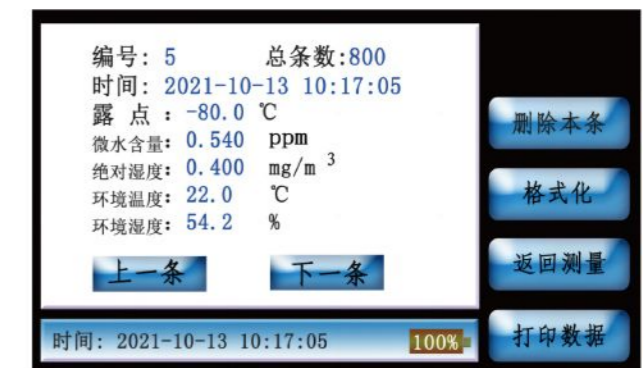 编号: 5 总条数:800
时间: 2021-10-13 10:17:05
露 点 : -80.0 ℃
微水含量: 0.540 ppm
绝对湿度: 0.400 mg/m 3
环境温度: 22.0 ℃
环境湿度: 54.2 %
上一条 下一条
删除本条
格式化
返回测量
打印数据
时间: 2021-10-13 10:17:05 100%